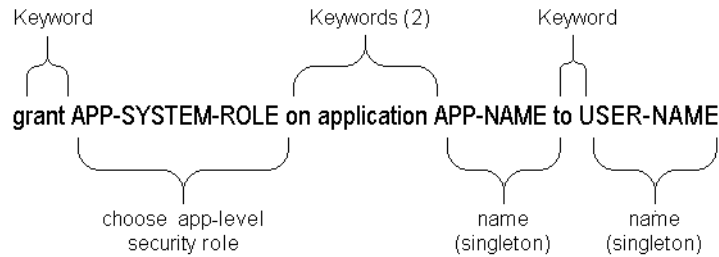 Keyword Keywords (2) Keyword
grant APP-SYSTEM-ROLE on application APP-NAME to USER-NAME
choose app-level name name
security role (singleton) (singleton)